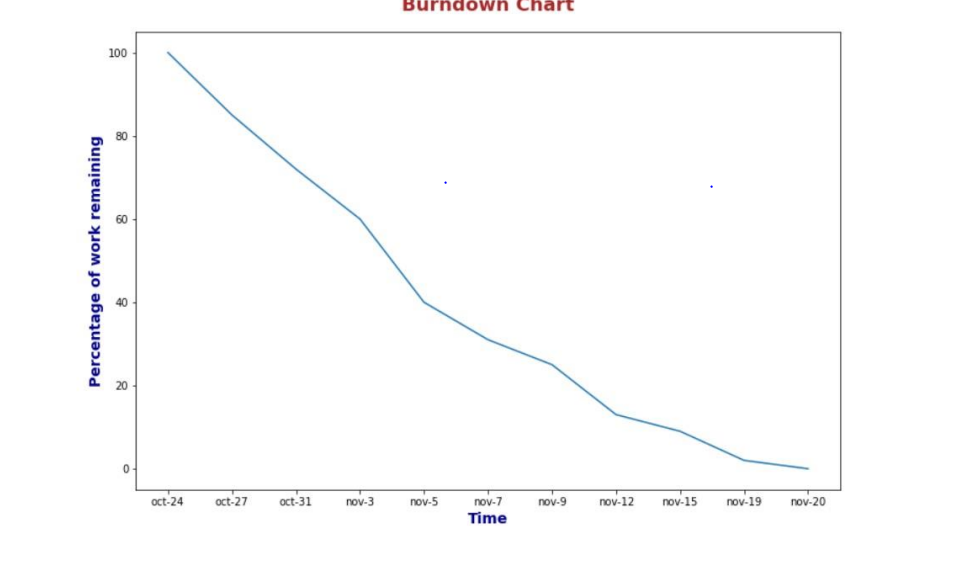 Burndown Chart
Percentage of work remaining
100
80
60
40
20
0
oct-24 oct-27 oct-31 nov-3 nov-5 nov-7 nov-9 nov-12 nov-15 nov-19 nov-20
Time